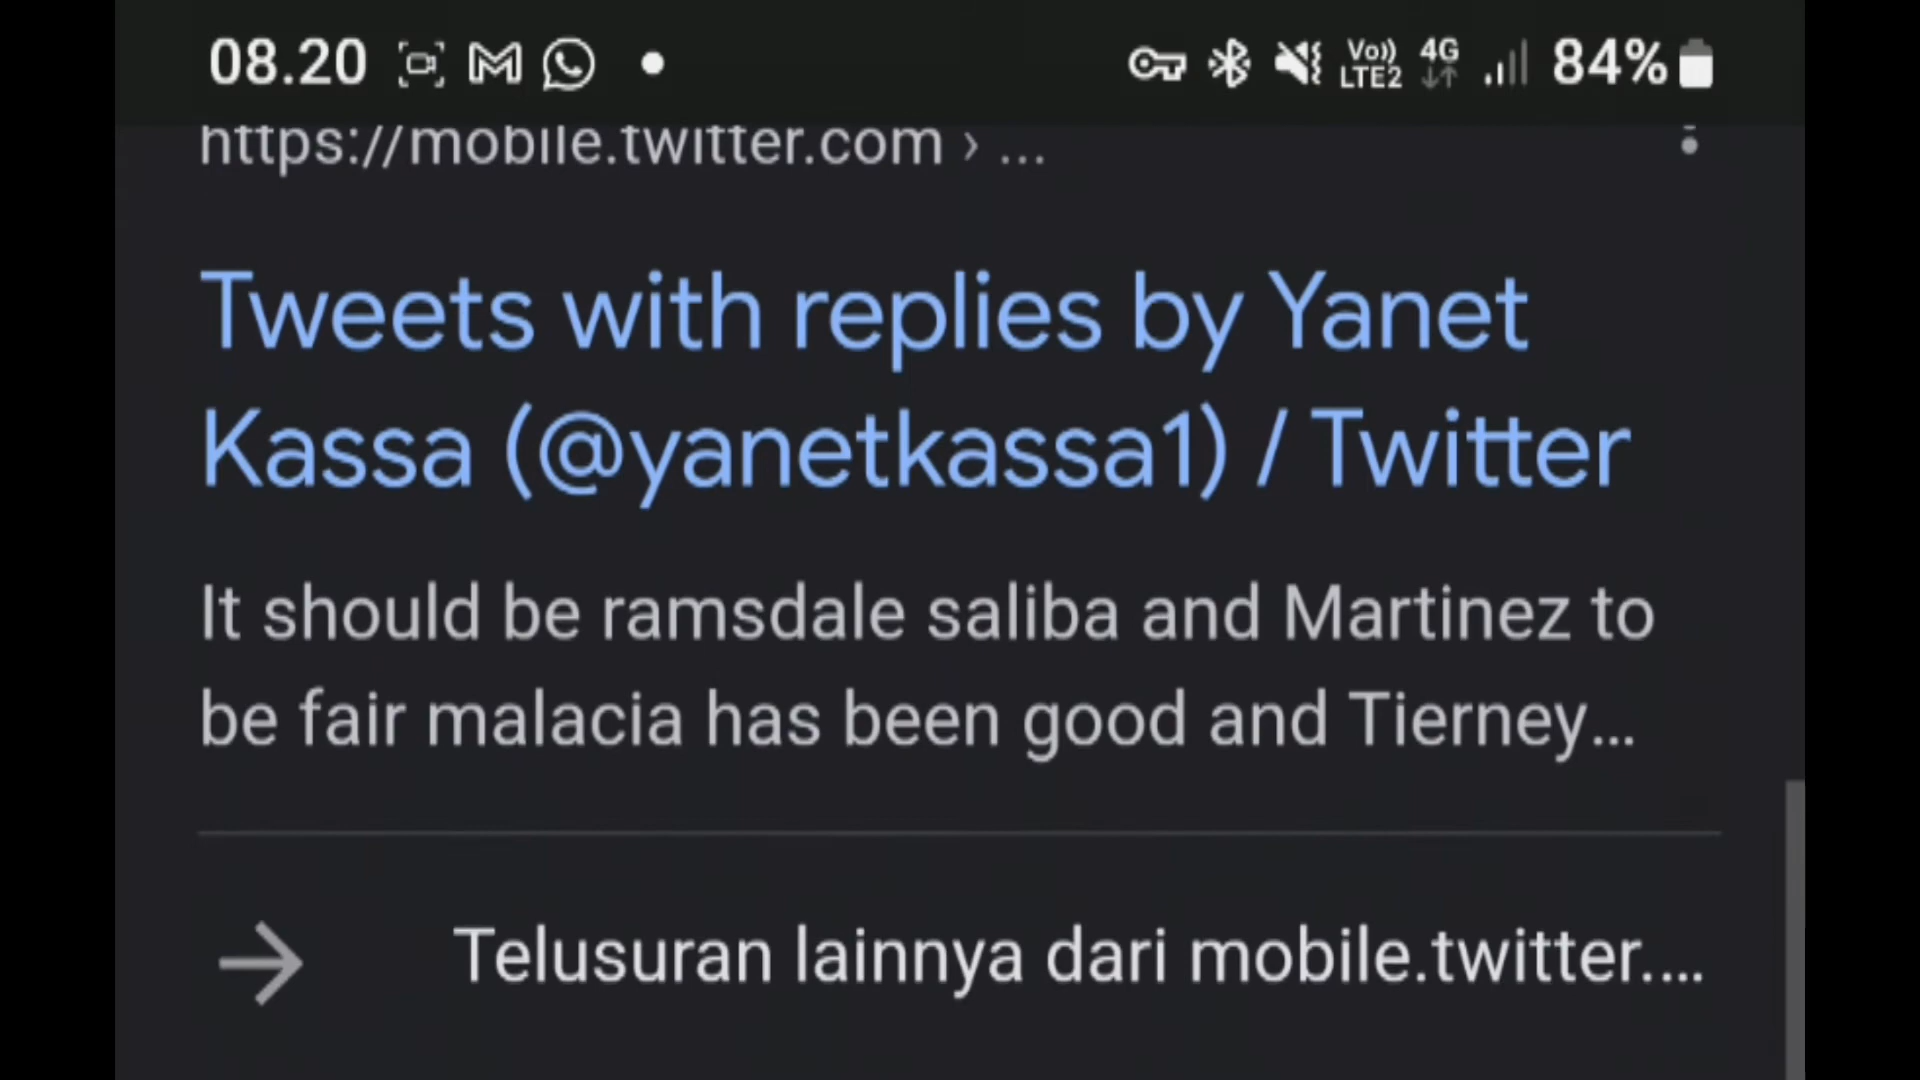 08.20 Vo)) LTE2 4G 84%
https://mobile.twitter.com › ...
Tweets with replies by Yanet
Kassa (@yanetkassa1) / Twitter
It should be ramsdale saliba and Martinez to
be fair malacia has been good and Tierney...
Telusuran lainnya dari mobile.twitter....